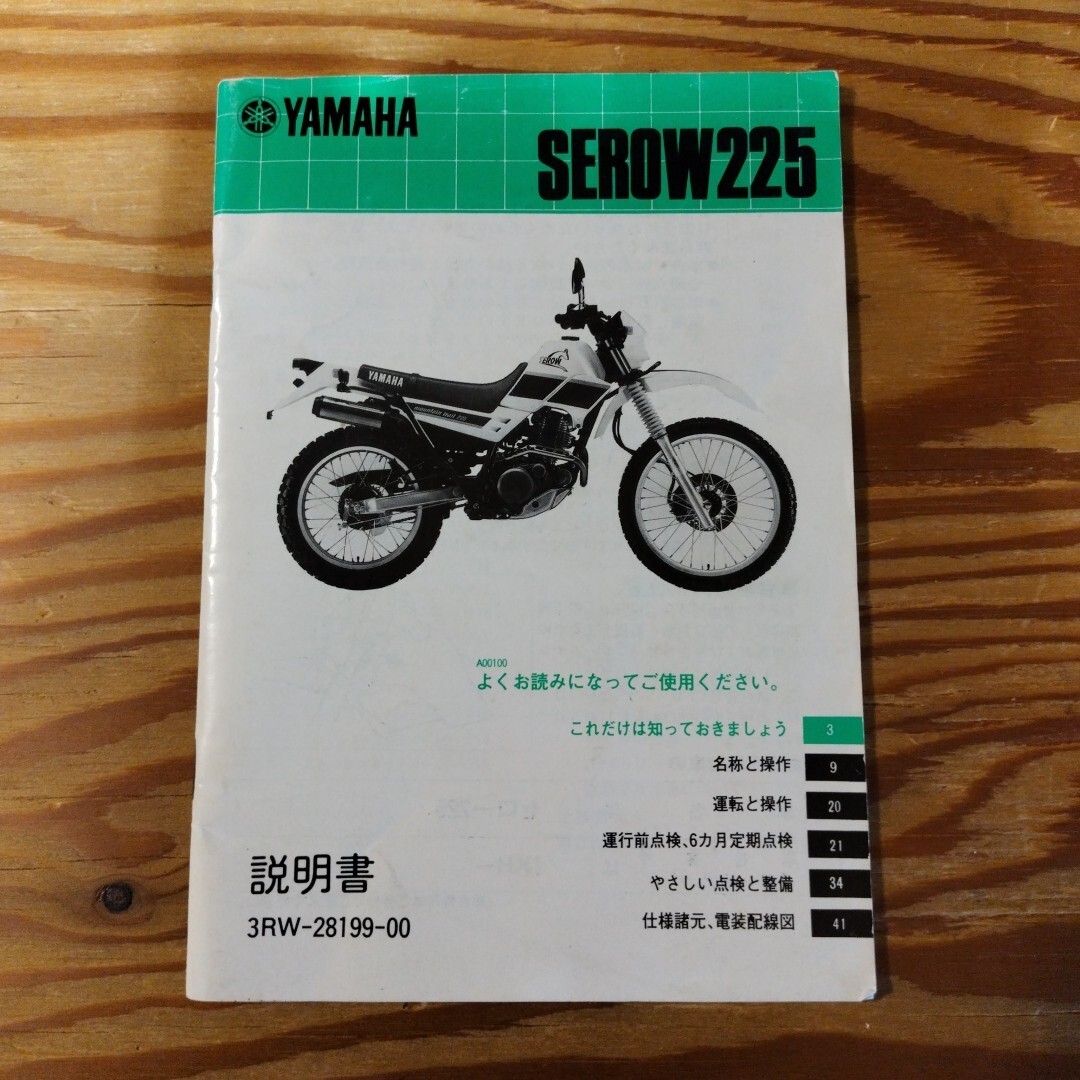 YAMAHA
SEROW225
SEROW
YAMAHA
mountain trail 225
A00100
よくお読みになってご使用ください。
これだけは知っておきましょう 3
名称と操作 9
運転と操作 20
運行前点検、6カ月定期点検 21
やさしい点検と整備 34
仕様諸元、電装配線図 41
説明書
3RW-28199-00